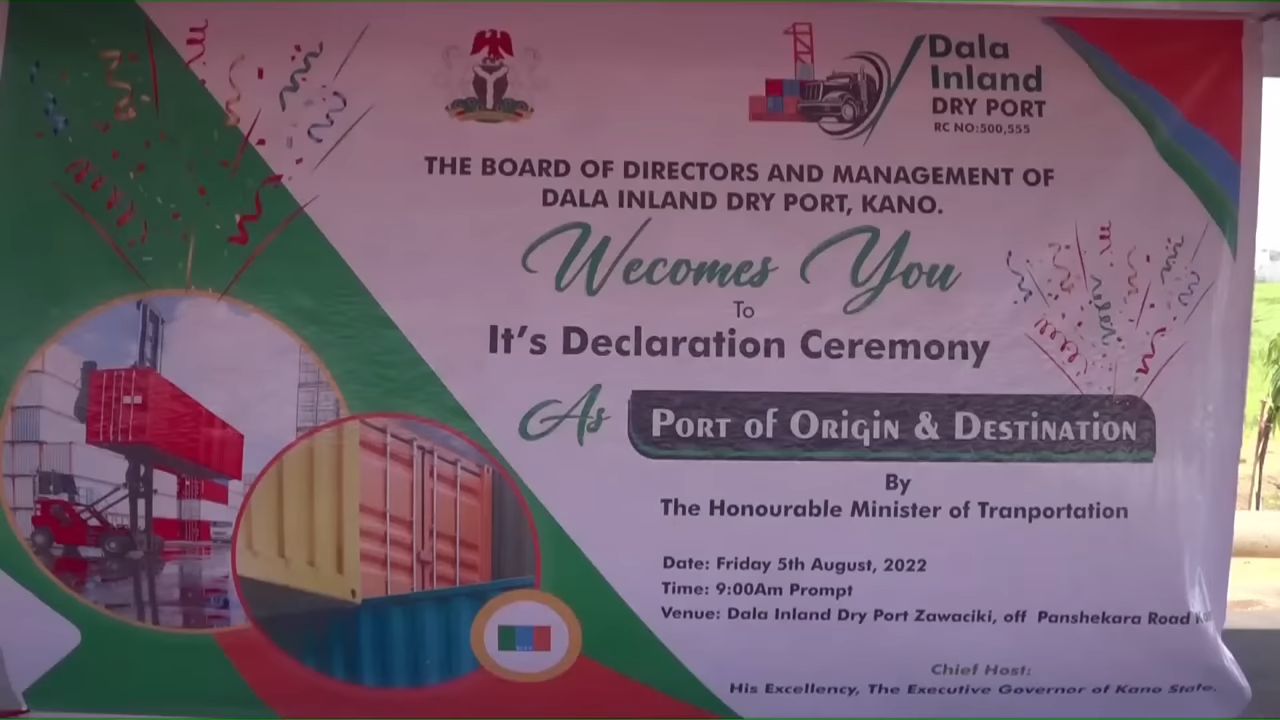 Dala
Inland
DRY PORT
RC NO:500,555
THE BOARD OF DIRECTORS AND MANAGEMENT OF
DALA INLAND DRY PORT, KANO.
Wecomes You
To
It's Declaration Ceremony
As PORT of ORIGIN & DESTINATION
By
The Honourable Minister of Tranportation
Date: Friday 5th August, 2022
Time: 9:00Am Prompt
Venue: Dala Inland Dry Port Zawaciki, off Panshekara Road
Chief Host:
His Excellency, The Executive Governor of Kano State.